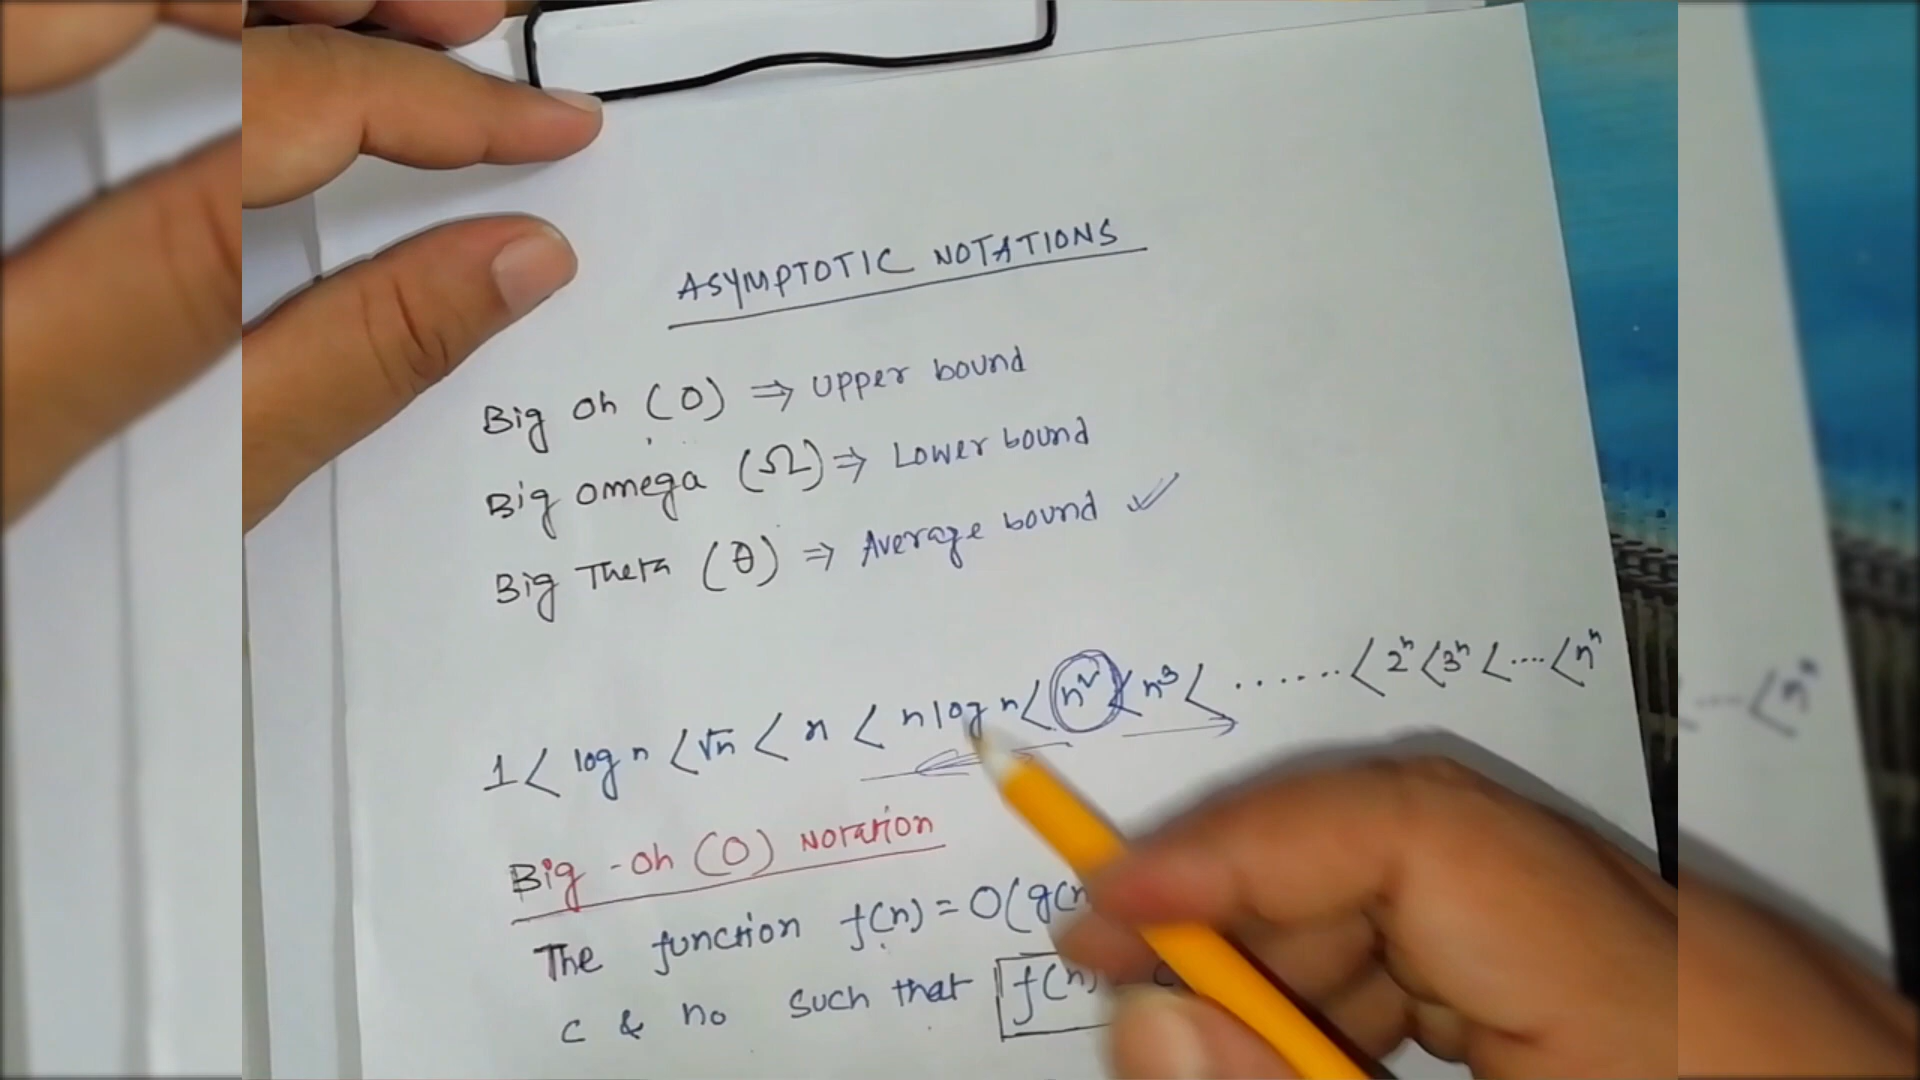 ASYMPTOTIC NOTATIONS
Big Oh (O) ⇒ Upper bound
Big Omega (Ω) ⇒ Lower bound
Big Theta (θ) ⇒ Average bound ✓
1 < log n < √n < n < n log n < n² < n³ < ....... < 2ⁿ < 3ⁿ < .... < nⁿ
Big-Oh (O) Notation
The function f(n) = O(g(n
c & n₀ such that f(n)